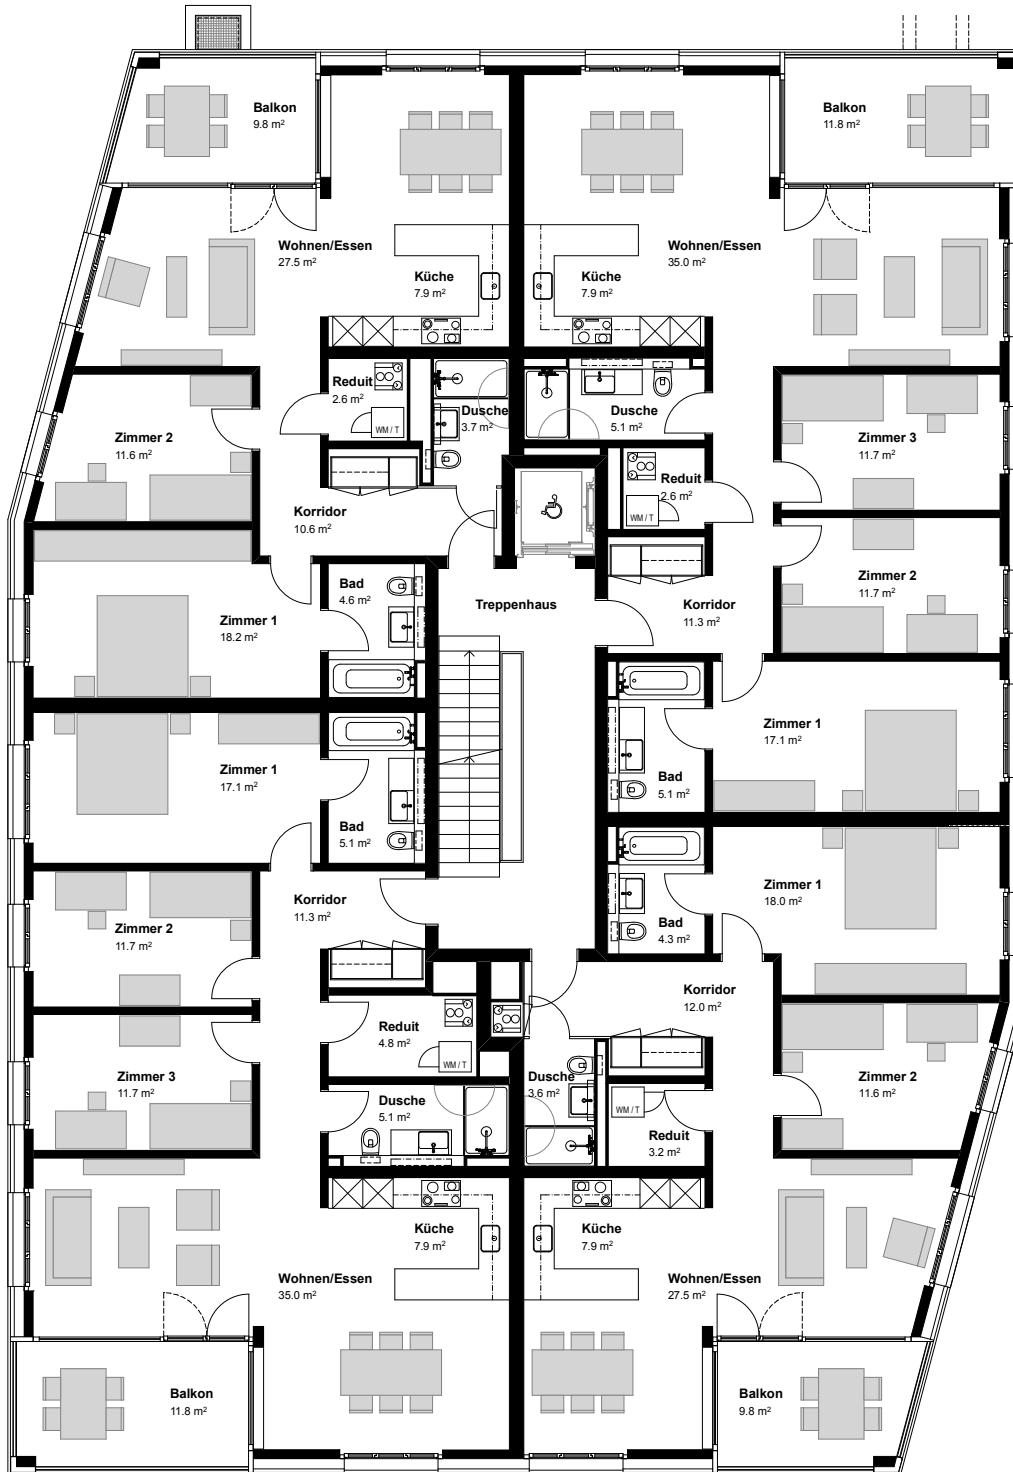 Balkon
9.8 m²
Balkon
11.8 m²
Wohnen/Essen
27.5 m²
Küche
7.9 m²
Wohnen/Essen
35.0 m²
Küche
7.9 m²
Reduit
2.6 m²
WM / T
Dusche
3.7 m²
Dusche
5.1 m²
Zimmer 2
11.6 m²
Zimmer 3
11.7 m²
Reduit
2.6 m²
WM / T
Korridor
10.6 m²
Bad
4.6 m²
Zimmer 1
18.2 m²
Treppenhaus
Korridor
11.3 m²
Zimmer 2
11.7 m²
Zimmer 1
17.1 m²
Bad
5.1 m²
Zimmer 1
17.1 m²
Bad
5.1 m²
Zimmer 1
18.0 m²
Bad
4.3 m²
Korridor
11.3 m²
Zimmer 2
11.7 m²
Korridor
12.0 m²
Reduit
4.8 m²
WM / T
Zimmer 3
11.7 m²
Dusche
5.1 m²
Dusche
3.6 m²
WM / T
Reduit
3.2 m²
Zimmer 2
11.6 m²
Küche
7.9 m²
Wohnen/Essen
35.0 m²
Küche
7.9 m²
Wohnen/Essen
27.5 m²
Balkon
11.8 m²
Balkon
9.8 m²